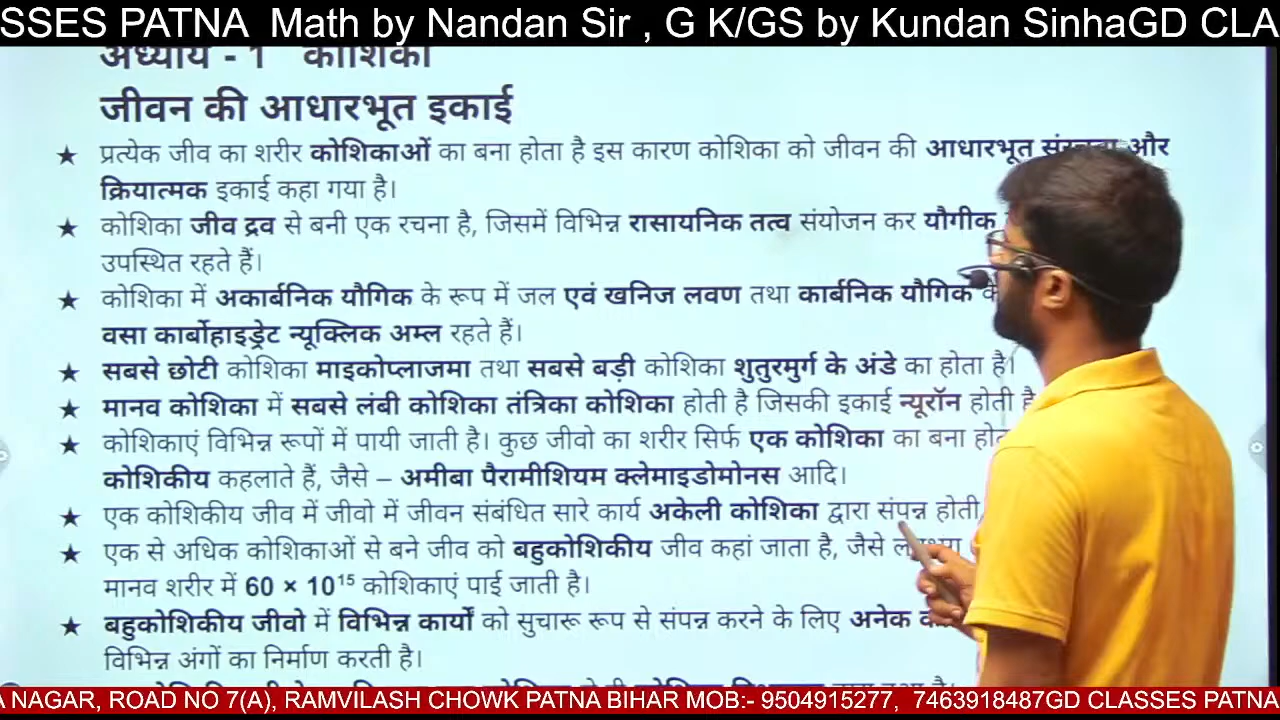 SSES PATNA Math by Nandan Sir , G K/GS by Kundan SinhaGD CLA
अध्याय - 1 कोशिका
जीवन की आधारभूत इकाई
★ प्रत्येक जीव का शरीर कोशिकाओं का बना होता है इस कारण कोशिका को जीवन की आधारभूत और
क्रियात्मक इकाई कहा गया है।
★ कोशिका जीव द्रव से बनी एक रचना है, जिसमें विभिन्न रासायनिक तत्व संयोजन कर यौगीक
उपस्थित रहते हैं।
★ कोशिका में अकार्बनिक यौगिक के रूप में जल एवं खनिज लवण तथा कार्बनिक यौगिक
वसा कार्बोहाइड्रेट न्यूक्लिक अम्ल रहते हैं।
★ सबसे छोटी कोशिका माइकोप्लाजमा तथा सबसे बड़ी कोशिका शुतुरमुर्ग के अंडे का होता है।
★ मानव कोशिका में सबसे लंबी कोशिका तंत्रिका कोशिका होती है जिसकी इकाई न्यूरॉन होती है
★ कोशिकाएं विभिन्न रूपों में पायी जाती है। कुछ जीवो का शरीर सिर्फ एक कोशिका का बना
कोशिकीय कहलाते हैं, जैसे – अमीबा पैरामीशियम क्लेमाइडोमोनस आदि।
★ एक कोशिकीय जीव में जीवो में जीवन संबंधित सारे कार्य अकेली कोशिका द्वारा संपन्न होती
★ एक से अधिक कोशिकाओं से बने जीव को बहुकोशिकीय जीव कहां जाता है, जैसे
मानव शरीर में 60 × 10¹⁵ कोशिकाएं पाई जाती है।
★ बहुकोशिकीय जीवो में विभिन्न कार्यों को सुचारू रूप से संपन्न करने के लिए अनेक
विभिन्न अंगों का निर्माण करती है।
A NAGAR, ROAD NO 7(A), RAMVILASH CHOWK PATNA BIHAR MOB:- 9504915277, 7463918487GD CLASSES PATNA